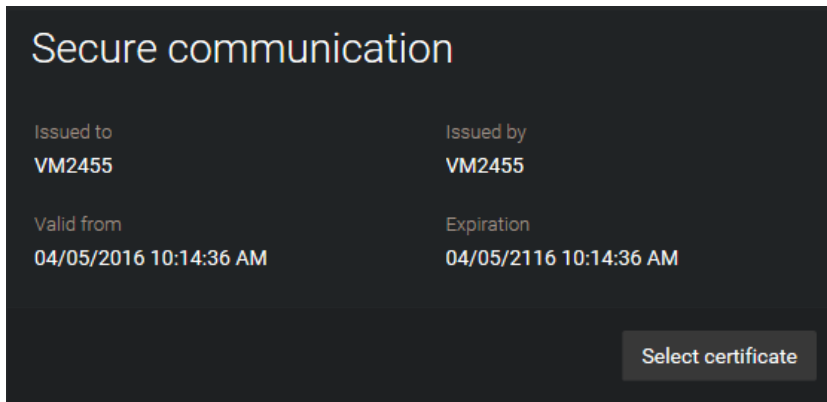 Secure communication
Issued to Issued by
VM2455 VM2455
Valid from Expiration
04/05/2016 10:14:36 AM 04/05/2116 10:14:36 AM
Select certificate